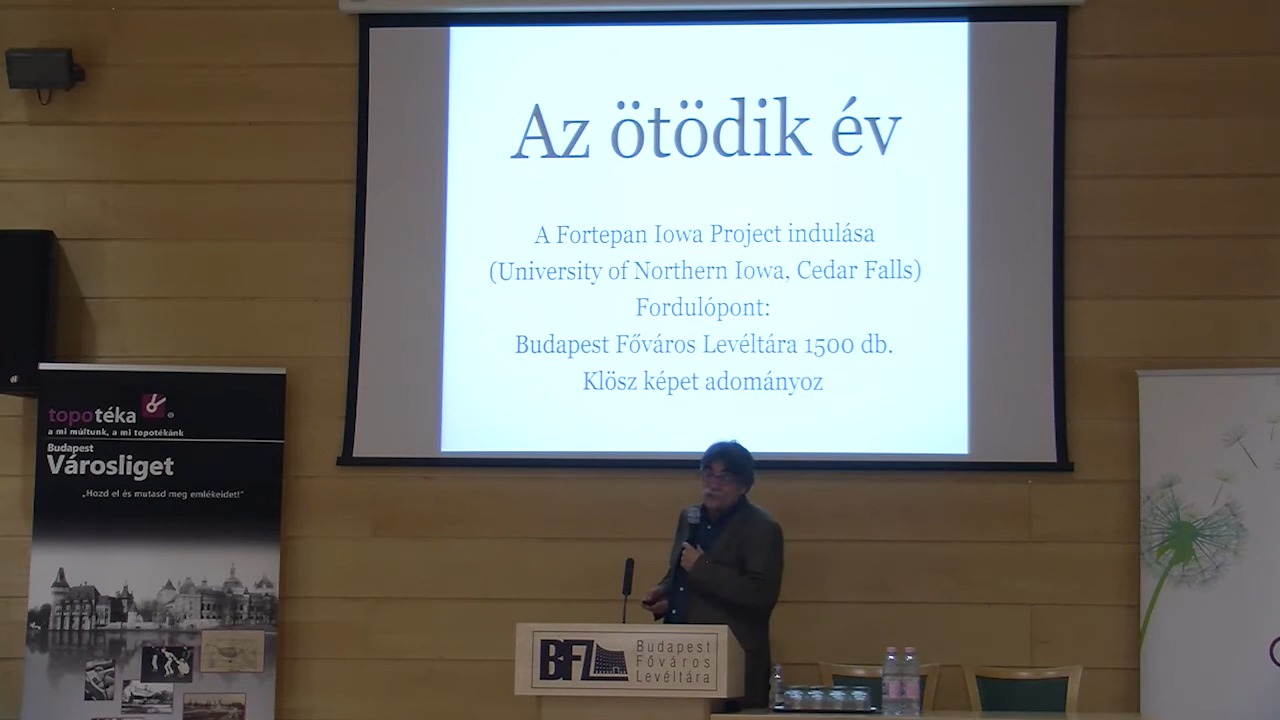 Az ötödik év
A Fortepan Iowa Project indulása
(University of Northern Iowa, Cedar Falls)
Fordulópont:
Budapest Főváros Levéltára 1500 db.
Klösz képet adományoz
topotéka ®
a mi múltunk, a mi topotékánk
Budapest
Városliget
„Hozd el és mutasd meg emlékeidet!"
BFL
Budapest
Főváros
Levéltára